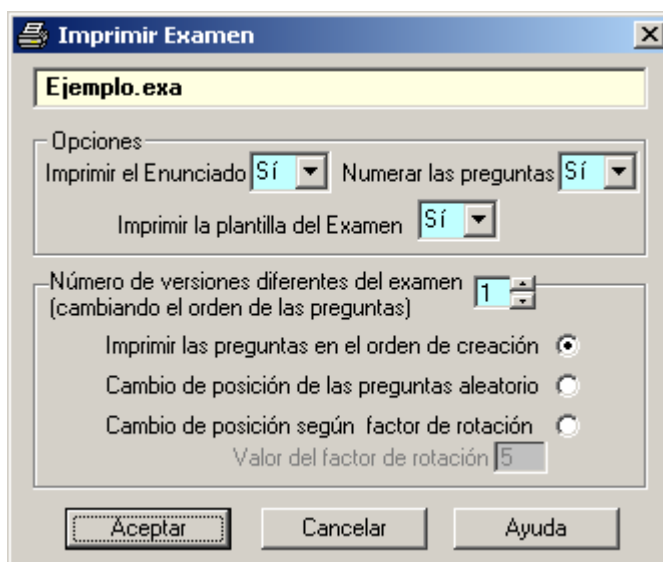 Imprimir Examen
Ejemplo.exa
Opciones
Imprimir el Enunciado Sí Numerar las preguntas Sí
Imprimir la plantilla del Examen Sí
Número de versiones diferentes del examen 1
(cambiando el orden de las preguntas)
Imprimir las preguntas en el orden de creación
Cambio de posición de las preguntas aleatorio
Cambio de posición según factor de rotación
Valor del factor de rotación 5
Aceptar Cancelar Ayuda